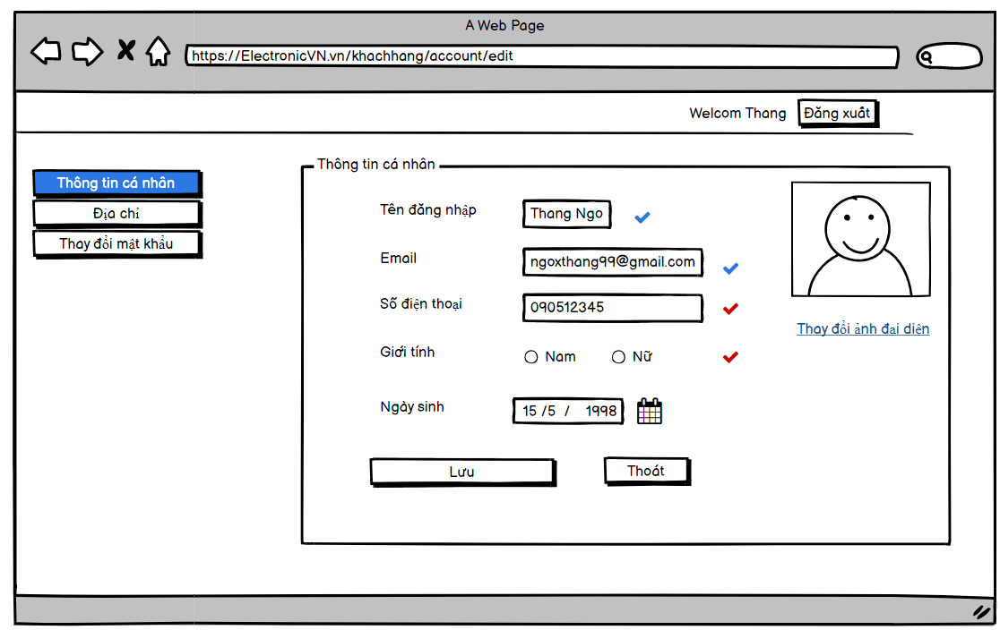 A Web Page
https://ElectronicVN.vn/khachhang/account/edit
Welcom Thang
Đăng xuất
Thông tin cá nhân
Địa chỉ
Thay đổi mật khẩu
Thông tin cá nhân
Tên đăng nhập
Thang Ngo
Email
ngoxthang99@gmail.com
Số điện thoại
090512345
Giới tính
Nam
Nữ
Ngày sinh
15 /5 / 1998
Lưu
Thoát
Thay đổi ảnh đại diện